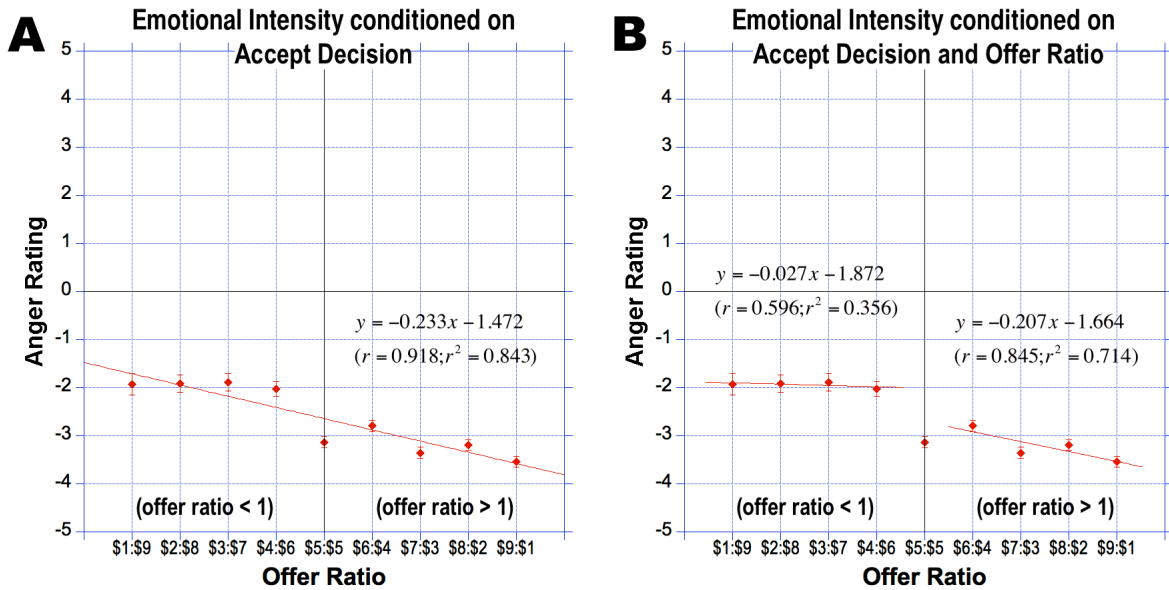 A
Emotional Intensity conditioned on
Accept Decision
5
4
3
2
1
0
-1
-2
-3
-4
-5
Anger Rating
y = −0.233x −1.472
(r = 0.918;r² = 0.843)
(offer ratio < 1)
(offer ratio > 1)
$1:$9 $2:$8 $3:$7 $4:$6 $5:$5 $6:$4 $7:$3 $8:$2 $9:$1
Offer Ratio
B
Emotional Intensity conditioned on
Accept Decision and Offer Ratio
5
4
3
2
1
0
-1
-2
-3
-4
-5
Anger Rating
y = −0.027x −1.872
(r = 0.596;r² = 0.356)
y = −0.207x −1.664
(r = 0.845;r² = 0.714)
(offer ratio < 1)
(offer ratio > 1)
$1:$9 $2:$8 $3:$7 $4:$6 $5:$5 $6:$4 $7:$3 $8:$2 $9:$1
Offer Ratio